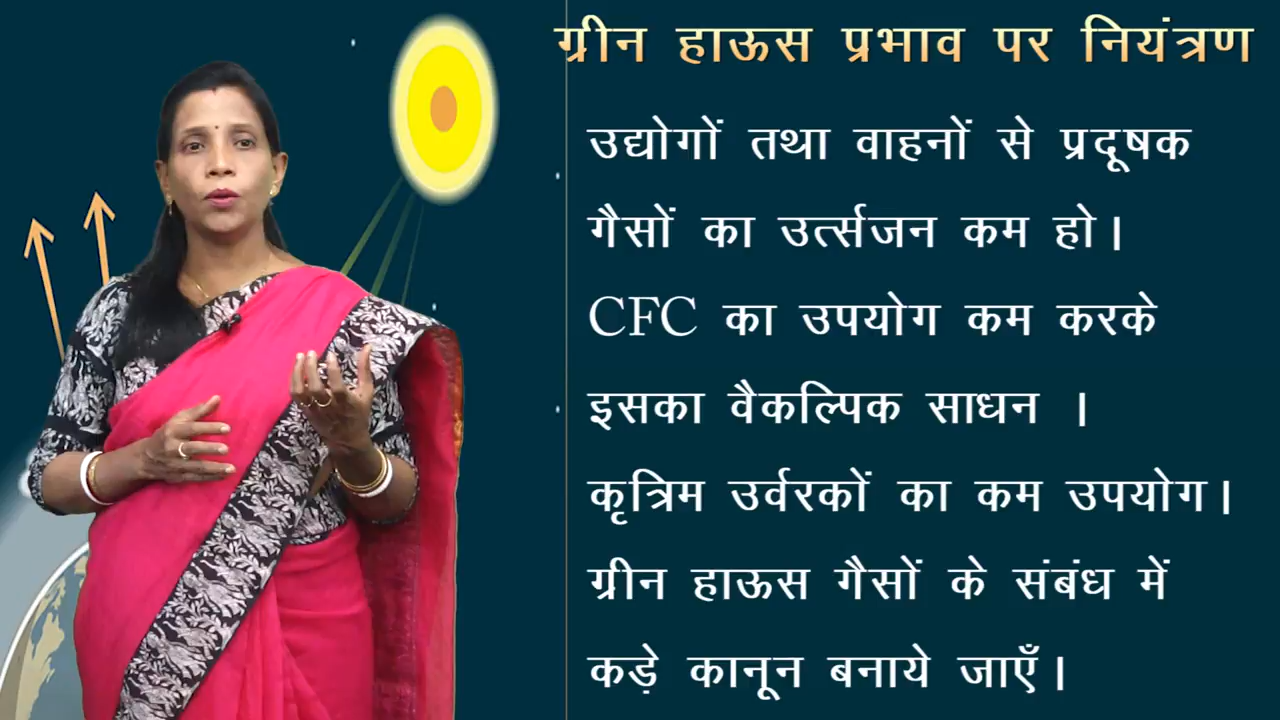 ग्रीन हाऊस प्रभाव पर नियंत्रण
उद्योगों तथा वाहनों से प्रदूषक
गैसों का उर्त्सजन कम हो।
CFC का उपयोग कम करके
इसका वैकल्पिक साधन ।
कृत्रिम उर्वरकों का कम उपयोग।
ग्रीन हाऊस गैसों के संबंध में
कड़े कानून बनाये जाएँ।